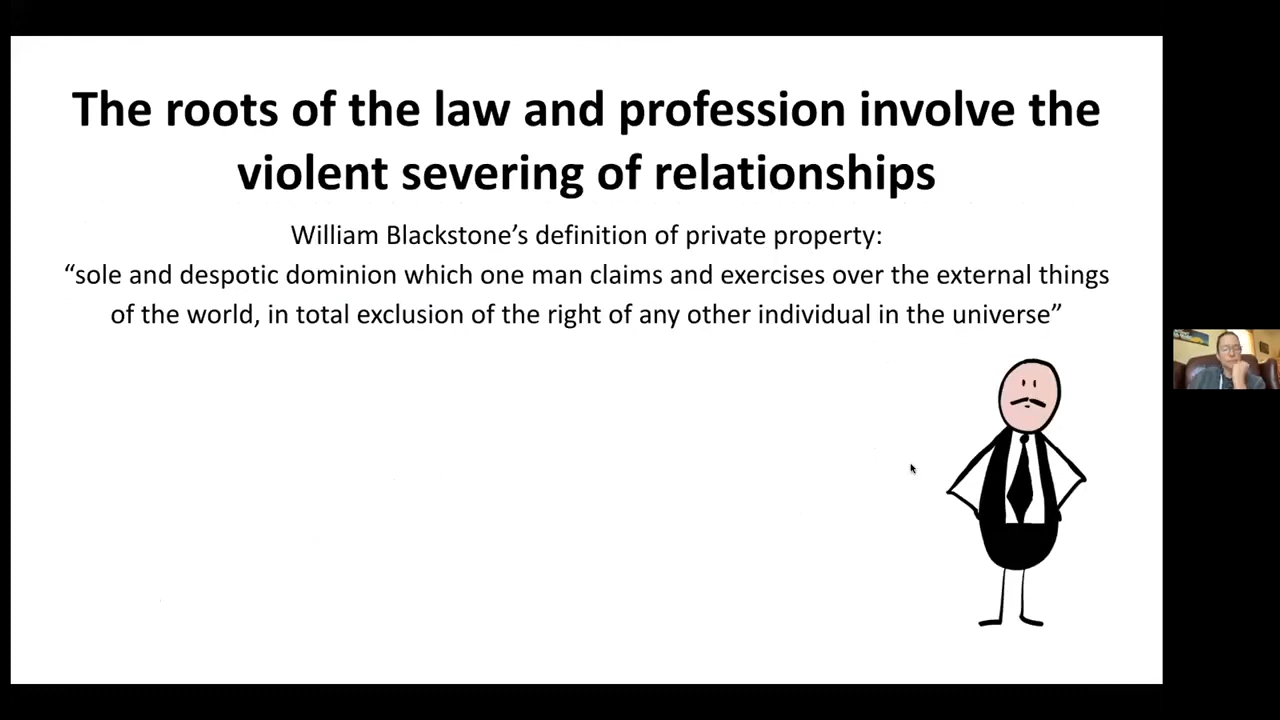 The roots of the law and profession involve the
violent severing of relationships
William Blackstone’s definition of private property:
“sole and despotic dominion which one man claims and exercises over the external things
of the world, in total exclusion of the right of any other individual in the universe”